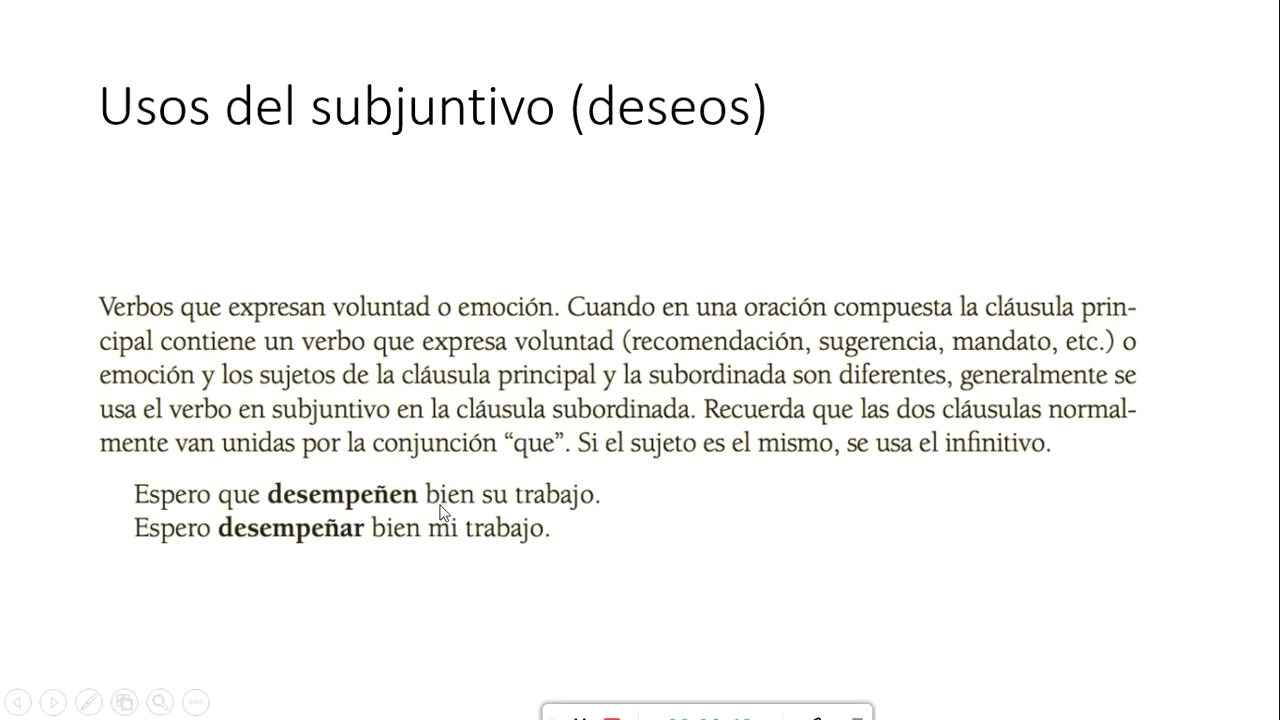 Usos del subjuntivo (deseos)
Verbos que expresan voluntad o emoción. Cuando en una oración compuesta la cláusula prin-
cipal contiene un verbo que expresa voluntad (recomendación, sugerencia, mandato, etc.) o
emoción y los sujetos de la cláusula principal y la subordinada son diferentes, generalmente se
usa el verbo en subjuntivo en la cláusula subordinada. Recuerda que las dos cláusulas normal-
mente van unidas por la conjunción “que”. Si el sujeto es el mismo, se usa el infinitivo.
Espero que desempeñen bien su trabajo.
Espero desempeñar bien mi trabajo.